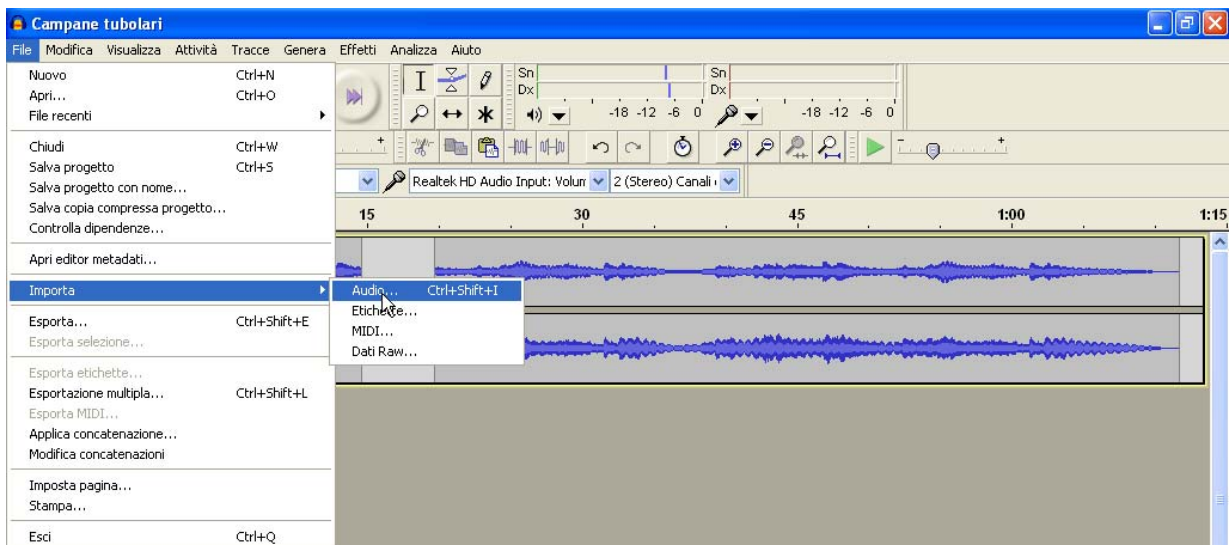 Campane tubolari
File Modifica Visualizza Attività Tracce Genera Effetti Analizza Aiuto
Nuovo Ctrl+N
Apri... Ctrl+O
File recenti
Chiudi Ctrl+W
Salva progetto Ctrl+S
Salva progetto con nome...
Salva copia compressa progetto...
Controlla dipendenze...
Apri editor metadati...
Importa
Esporta... Ctrl+Shift+E
Esporta selezione...
Esporta etichette...
Esportazione multipla... Ctrl+Shift+L
Esporta MIDI...
Applica concatenazione...
Modifica concatenazioni
Imposta pagina...
Stampa...
Esci Ctrl+Q
Audio... Ctrl+Shift+I
Etichette...
MIDI...
Dati Raw...
Sn Sn
Dx Dx
-18 -12 -6 0 -18 -12 -6 0
- + - +
Realtek HD Audio Input: Volum 2 (Stereo) Canali
15 30 45 1:00 1:15